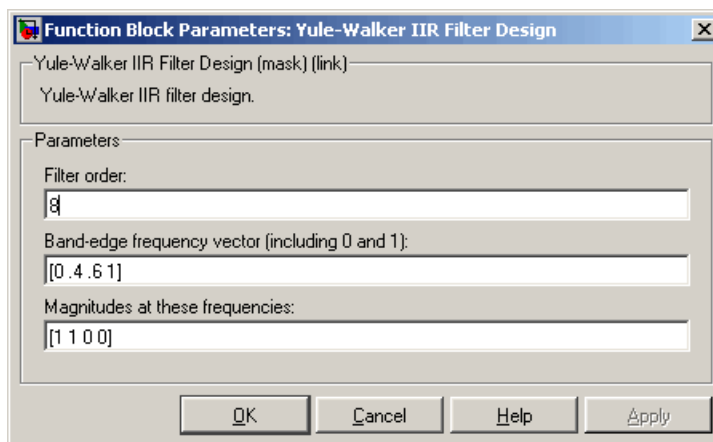 Function Block Parameters: Yule-Walker IIR Filter Design
Yule-Walker IIR Filter Design (mask) (link)
Yule-Walker IIR filter design.
Parameters
Filter order:
8
Band-edge frequency vector (including 0 and 1):
[0 .4 .6 1]
Magnitudes at these frequencies:
[1 1 0 0]
OK Cancel Help Apply